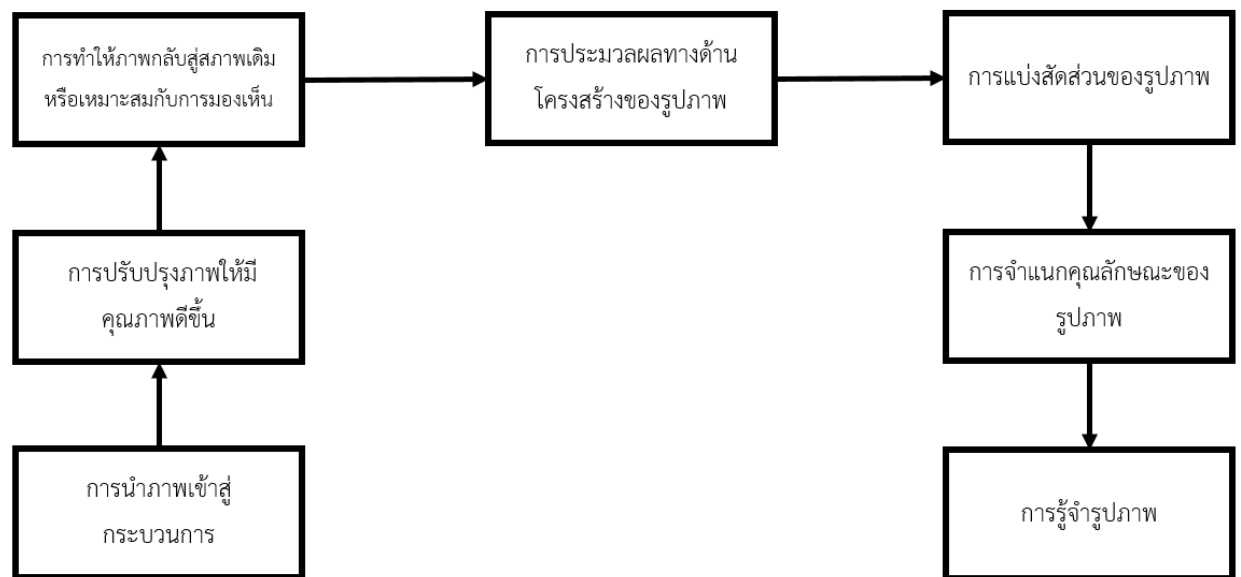 การทำให้ภาพกลับสู่สภาพเดิม
หรือเหมาะสมกับการมองเห็น
การประมวลผลทางด้าน
โครงสร้างของรูปภาพ
การแบ่งสัดส่วนของรูปภาพ
การปรับปรุงภาพให้มี
คุณภาพดีขึ้น
การจำแนกคุณลักษณะของ
รูปภาพ
การนำภาพเข้าสู่
กระบวนการ
การรู้จำรูปภาพ